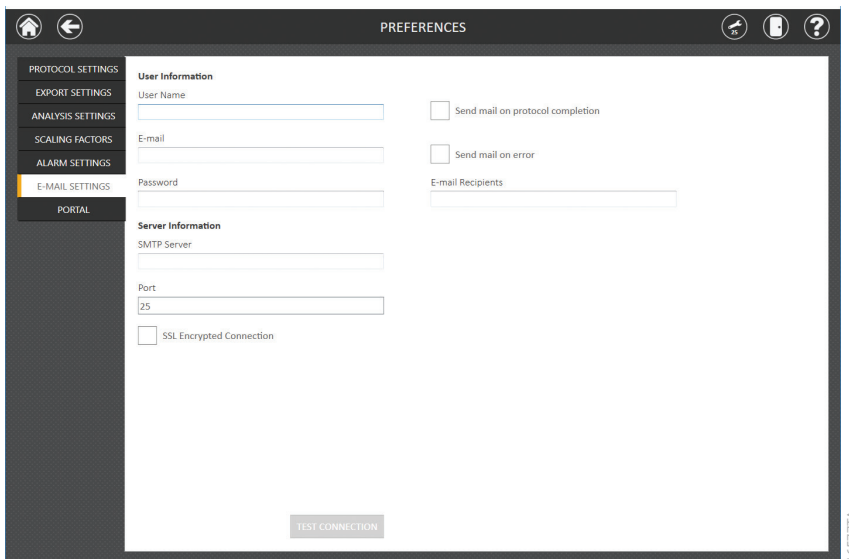 PREFERENCES
25
?
PROTOCOL SETTINGS
EXPORT SETTINGS
ANALYSIS SETTINGS
SCALING FACTORS
ALARM SETTINGS
E-MAIL SETTINGS
PORTAL
User Information
User Name
Send mail on protocol completion
E-mail
Send mail on error
Password
E-mail Recipients
Server Information
SMTP Server
Port
25
SSL Encrypted Connection
TEST CONNECTION